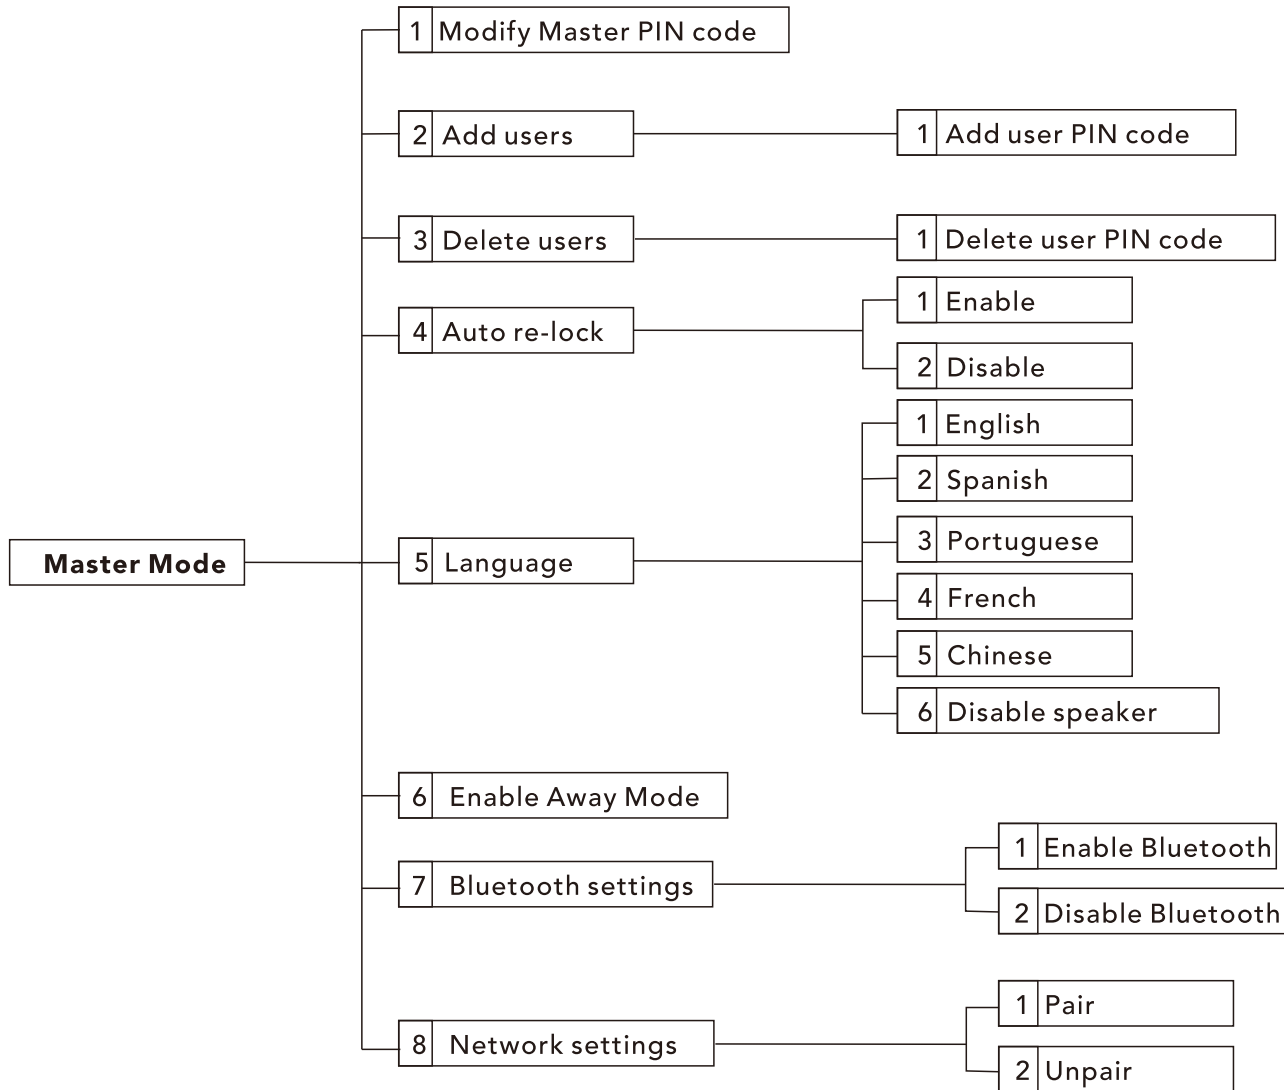 1 Modify Master PIN code
2 Add users
1 Add user PIN code
3 Delete users
1 Delete user PIN code
4 Auto re-lock
1 Enable
2 Disable
Master Mode
5 Language
1 English
2 Spanish
3 Portuguese
4 French
5 Chinese
6 Disable speaker
6 Enable Away Mode
7 Bluetooth settings
1 Enable Bluetooth
2 Disable Bluetooth
8 Network settings
1 Pair
2 Unpair